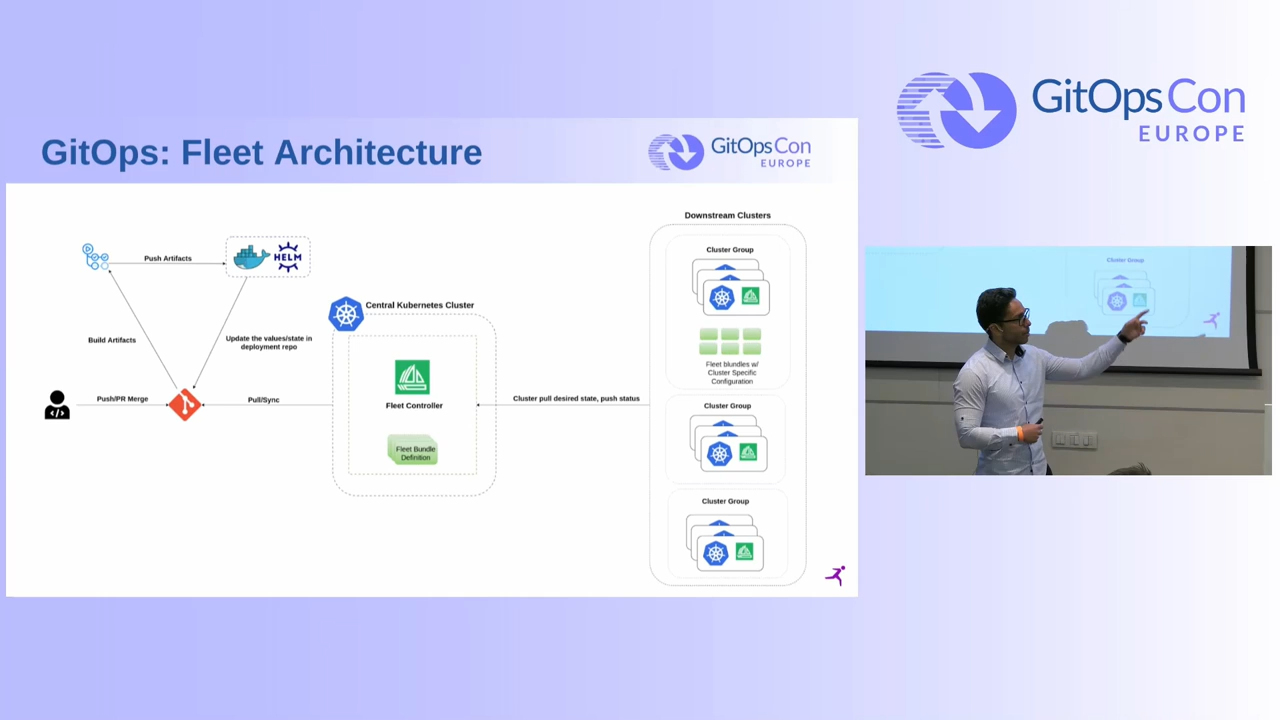 GitOps: Fleet Architecture
GitOpsCon
EUROPE
GitOpsCon
EUROPE
Downstream Clusters
Cluster Group
Push Artifacts
HELM
Central Kubernetes Cluster
Build Artifacts
Update the values/state in
deployment repo
Fleet blundles w/
Cluster Specific
Configuration
Push/PR Merge
Pull/Sync
Fleet Controller
Cluster pull desired state, push status
Cluster Group
Fleet Bundle
Definition
Cluster Group
Cluster Group